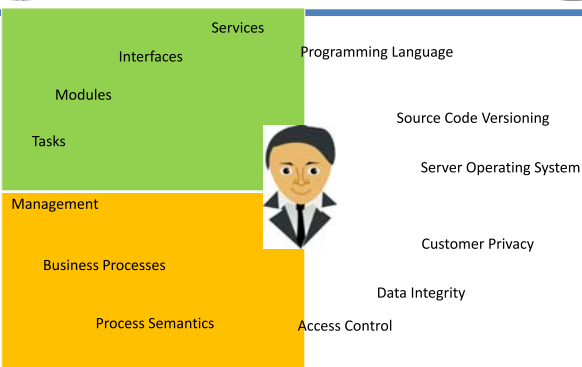 Services
Programming Language
Interfaces
Modules
Source Code Versioning
Tasks
Server Operating System
Management
Customer Privacy
Business Processes
Data Integrity
Process Semantics
Access Control